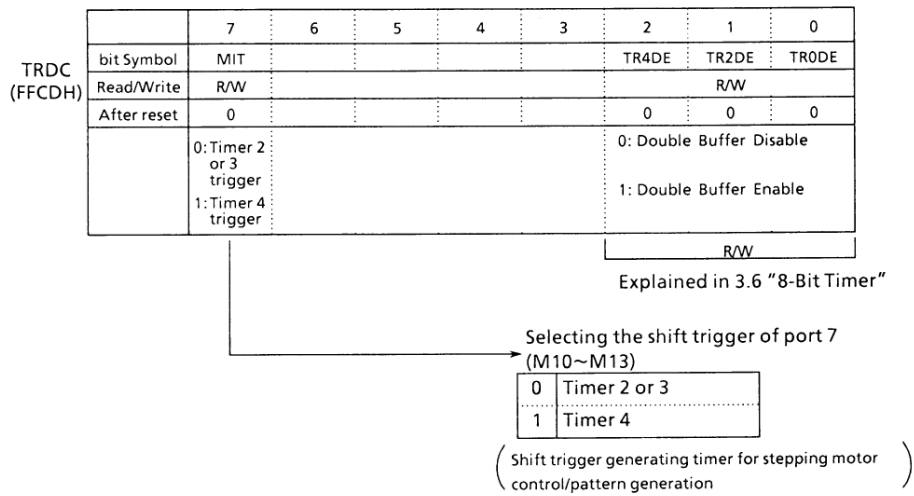 7 6 5 4 3 2 1 0
TRDC
(FFCDH)
bit Symbol MIT TR4DE TR2DE TR0DE
Read/Write R/W R/W
After reset 0 0 0 0
0: Timer 2
or 3
trigger
1: Timer 4
trigger
0: Double Buffer Disable
1: Double Buffer Enable
R/W
Explained in 3.6 "8-Bit Timer"
Selecting the shift trigger of port 7
(M10~M13)
0 Timer 2 or 3
1 Timer 4
(Shift trigger generating timer for stepping motor
control/pattern generation)